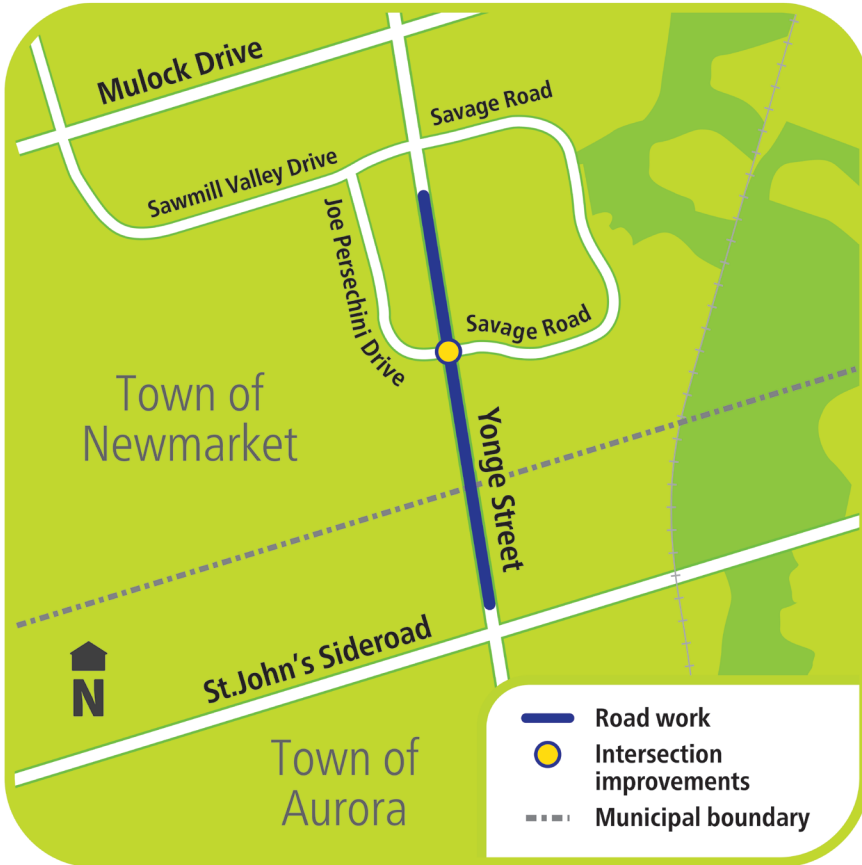 Mulock Drive
Savage Road
Sawmill Valley Drive
Joe Persechini Drive
Savage Road
Town of
Newmarket
Yonge Street
St.John's Sideroad
N
Town of
Aurora
Road work
Intersection
improvements
Municipal boundary